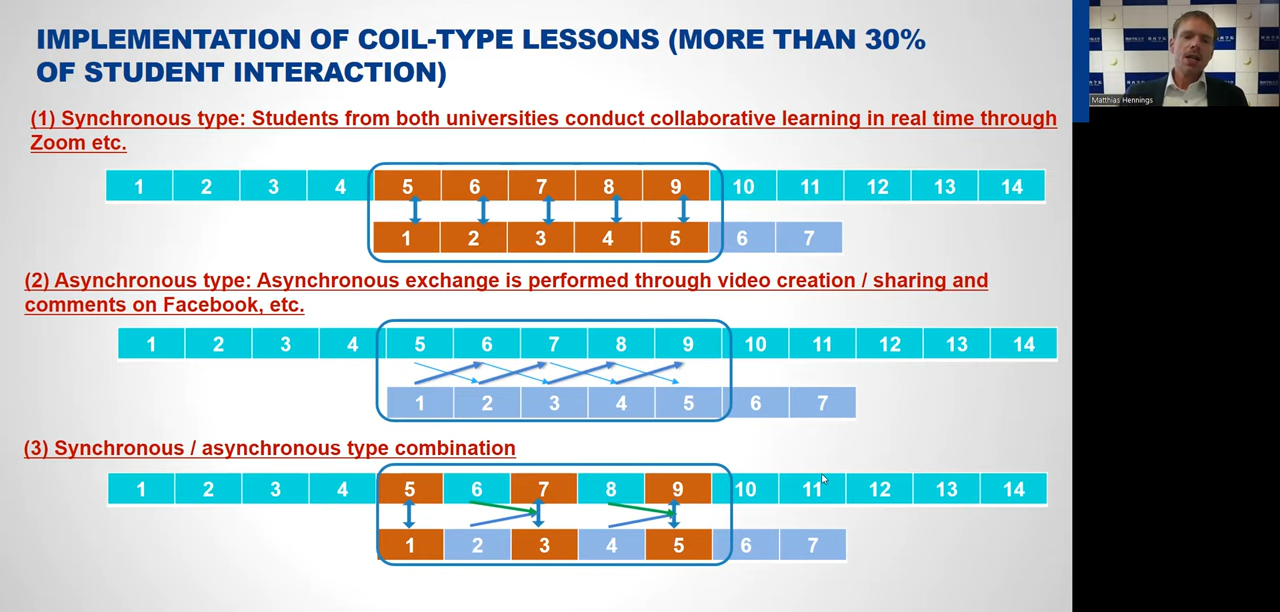 IMPLEMENTATION OF COIL-TYPE LESSONS (MORE THAN 30%
OF STUDENT INTERACTION)
Matthias Hennings
(1) Synchronous type: Students from both universities conduct collaborative learning in real time through
Zoom etc.
1 2 3 4 5 6 7 8 9 10 11 12 13 14
1 2 3 4 5 6 7
(2) Asynchronous type: Asynchronous exchange is performed through video creation / sharing and
comments on Facebook, etc.
1 2 3 4 5 6 7 8 9 10 11 12 13 14
1 2 3 4 5 6 7
(3) Synchronous / asynchronous type combination
1 2 3 4 5 6 7 8 9 10 11 12 13 14
1 2 3 4 5 6 7